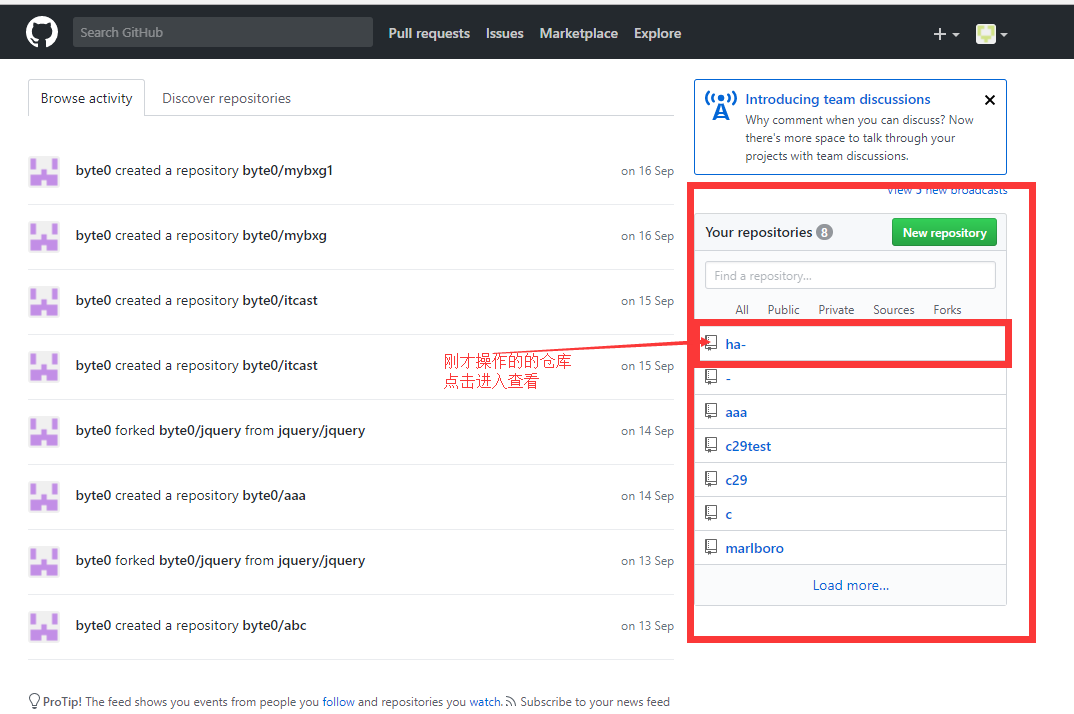 Search GitHub
Pull requests Issues Marketplace Explore
Browse activity Discover repositories
byte0 created a repository byte0/mybxg1 on 16 Sep
byte0 created a repository byte0/mybxg on 16 Sep
byte0 created a repository byte0/itcast on 15 Sep
byte0 created a repository byte0/itcast on 15 Sep
byte0 forked byte0/jquery from jquery/jquery on 14 Sep
byte0 created a repository byte0/aaa on 14 Sep
byte0 forked byte0/jquery from jquery/jquery on 13 Sep
byte0 created a repository byte0/abc on 13 Sep
ProTip! The feed shows you events from people you follow and repositories you watch. Subscribe to your news feed
刚才操作的的仓库
点击进入查看
Introducing team discussions
Why comment when you can discuss? Now
there's more space to talk through your
projects with team discussions.
View 5 new broadcasts
Your repositories 8 New repository
Find a repository...
All Public Private Sources Forks
ha-
-
aaa
c29test
c29
c
marlboro
Load more...